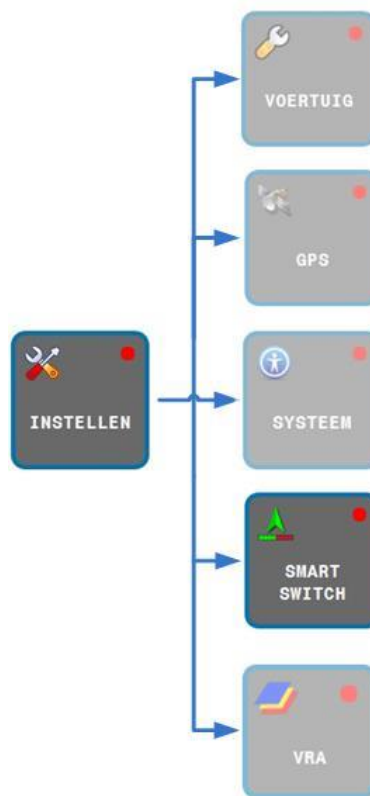 VOERTUIG
GPS
INSTELLEN
SYSTEEM
SMART
SWITCH
VRA